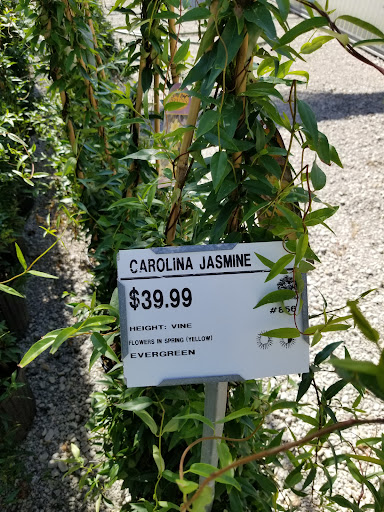 CAROLINA JASMINE
$39.99
HEIGHT: VINE
FLOWERS IN SPRING (YELLOW)
EVERGREEN